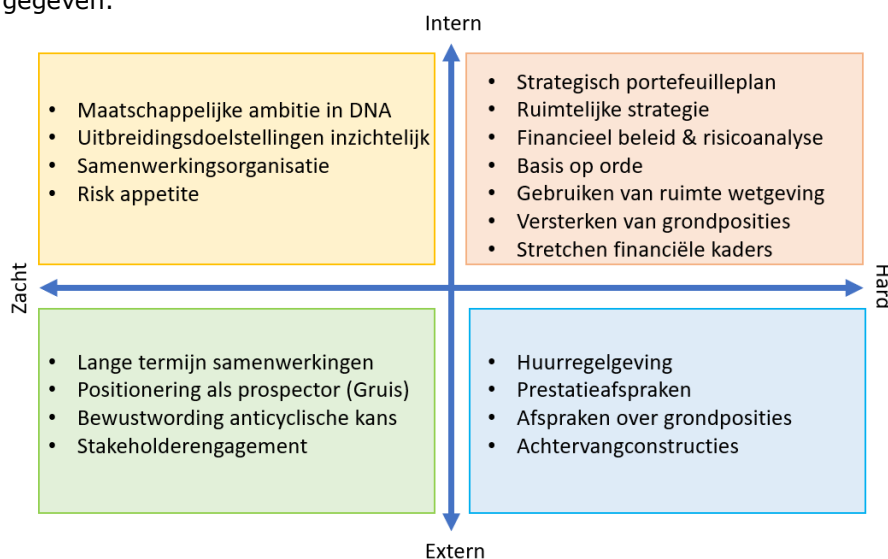 gegeven.
Intern
• Maatschappelijke ambitie in DNA
• Uitbreidingsdoelstellingen inzichtelijk
• Samenwerkingsorganisatie
• Risk appetite
• Strategisch portefeuilleplan
• Ruimtelijke strategie
• Financieel beleid & risicoanalyse
• Basis op orde
• Gebruiken van ruimte wetgeving
• Versterken van grondposities
• Stretchen financiële kaders
Zacht
Hard
• Lange termijn samenwerkingen
• Positionering als prospector (Gruis)
• Bewustwording anticyclische kans
• Stakeholderengagement
• Huurregelgeving
• Prestatieafspraken
• Afspraken over grondposities
• Achtervangconstructies
Extern